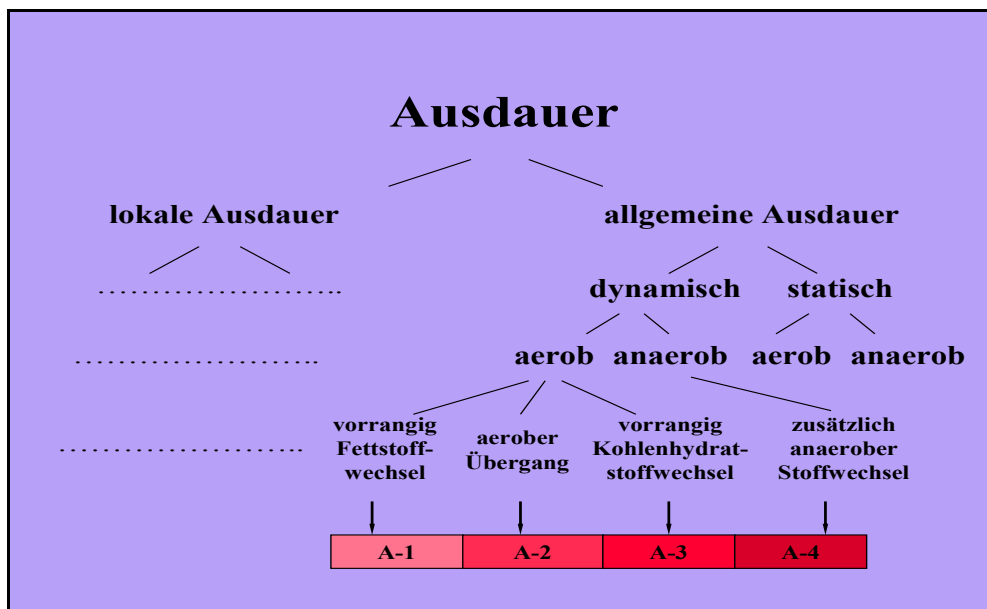 Ausdauer
lokale Ausdauer
allgemeine Ausdauer
dynamisch
statisch
aerob
anaerob
aerob
anaerob
vorrangig
Fettstoff-
wechsel
aerober
Übergang
vorrangig
Kohlenhydrat-
stoffwechsel
zusätzlich
anaerober
Stoffwechsel
A-1
A-2
A-3
A-4